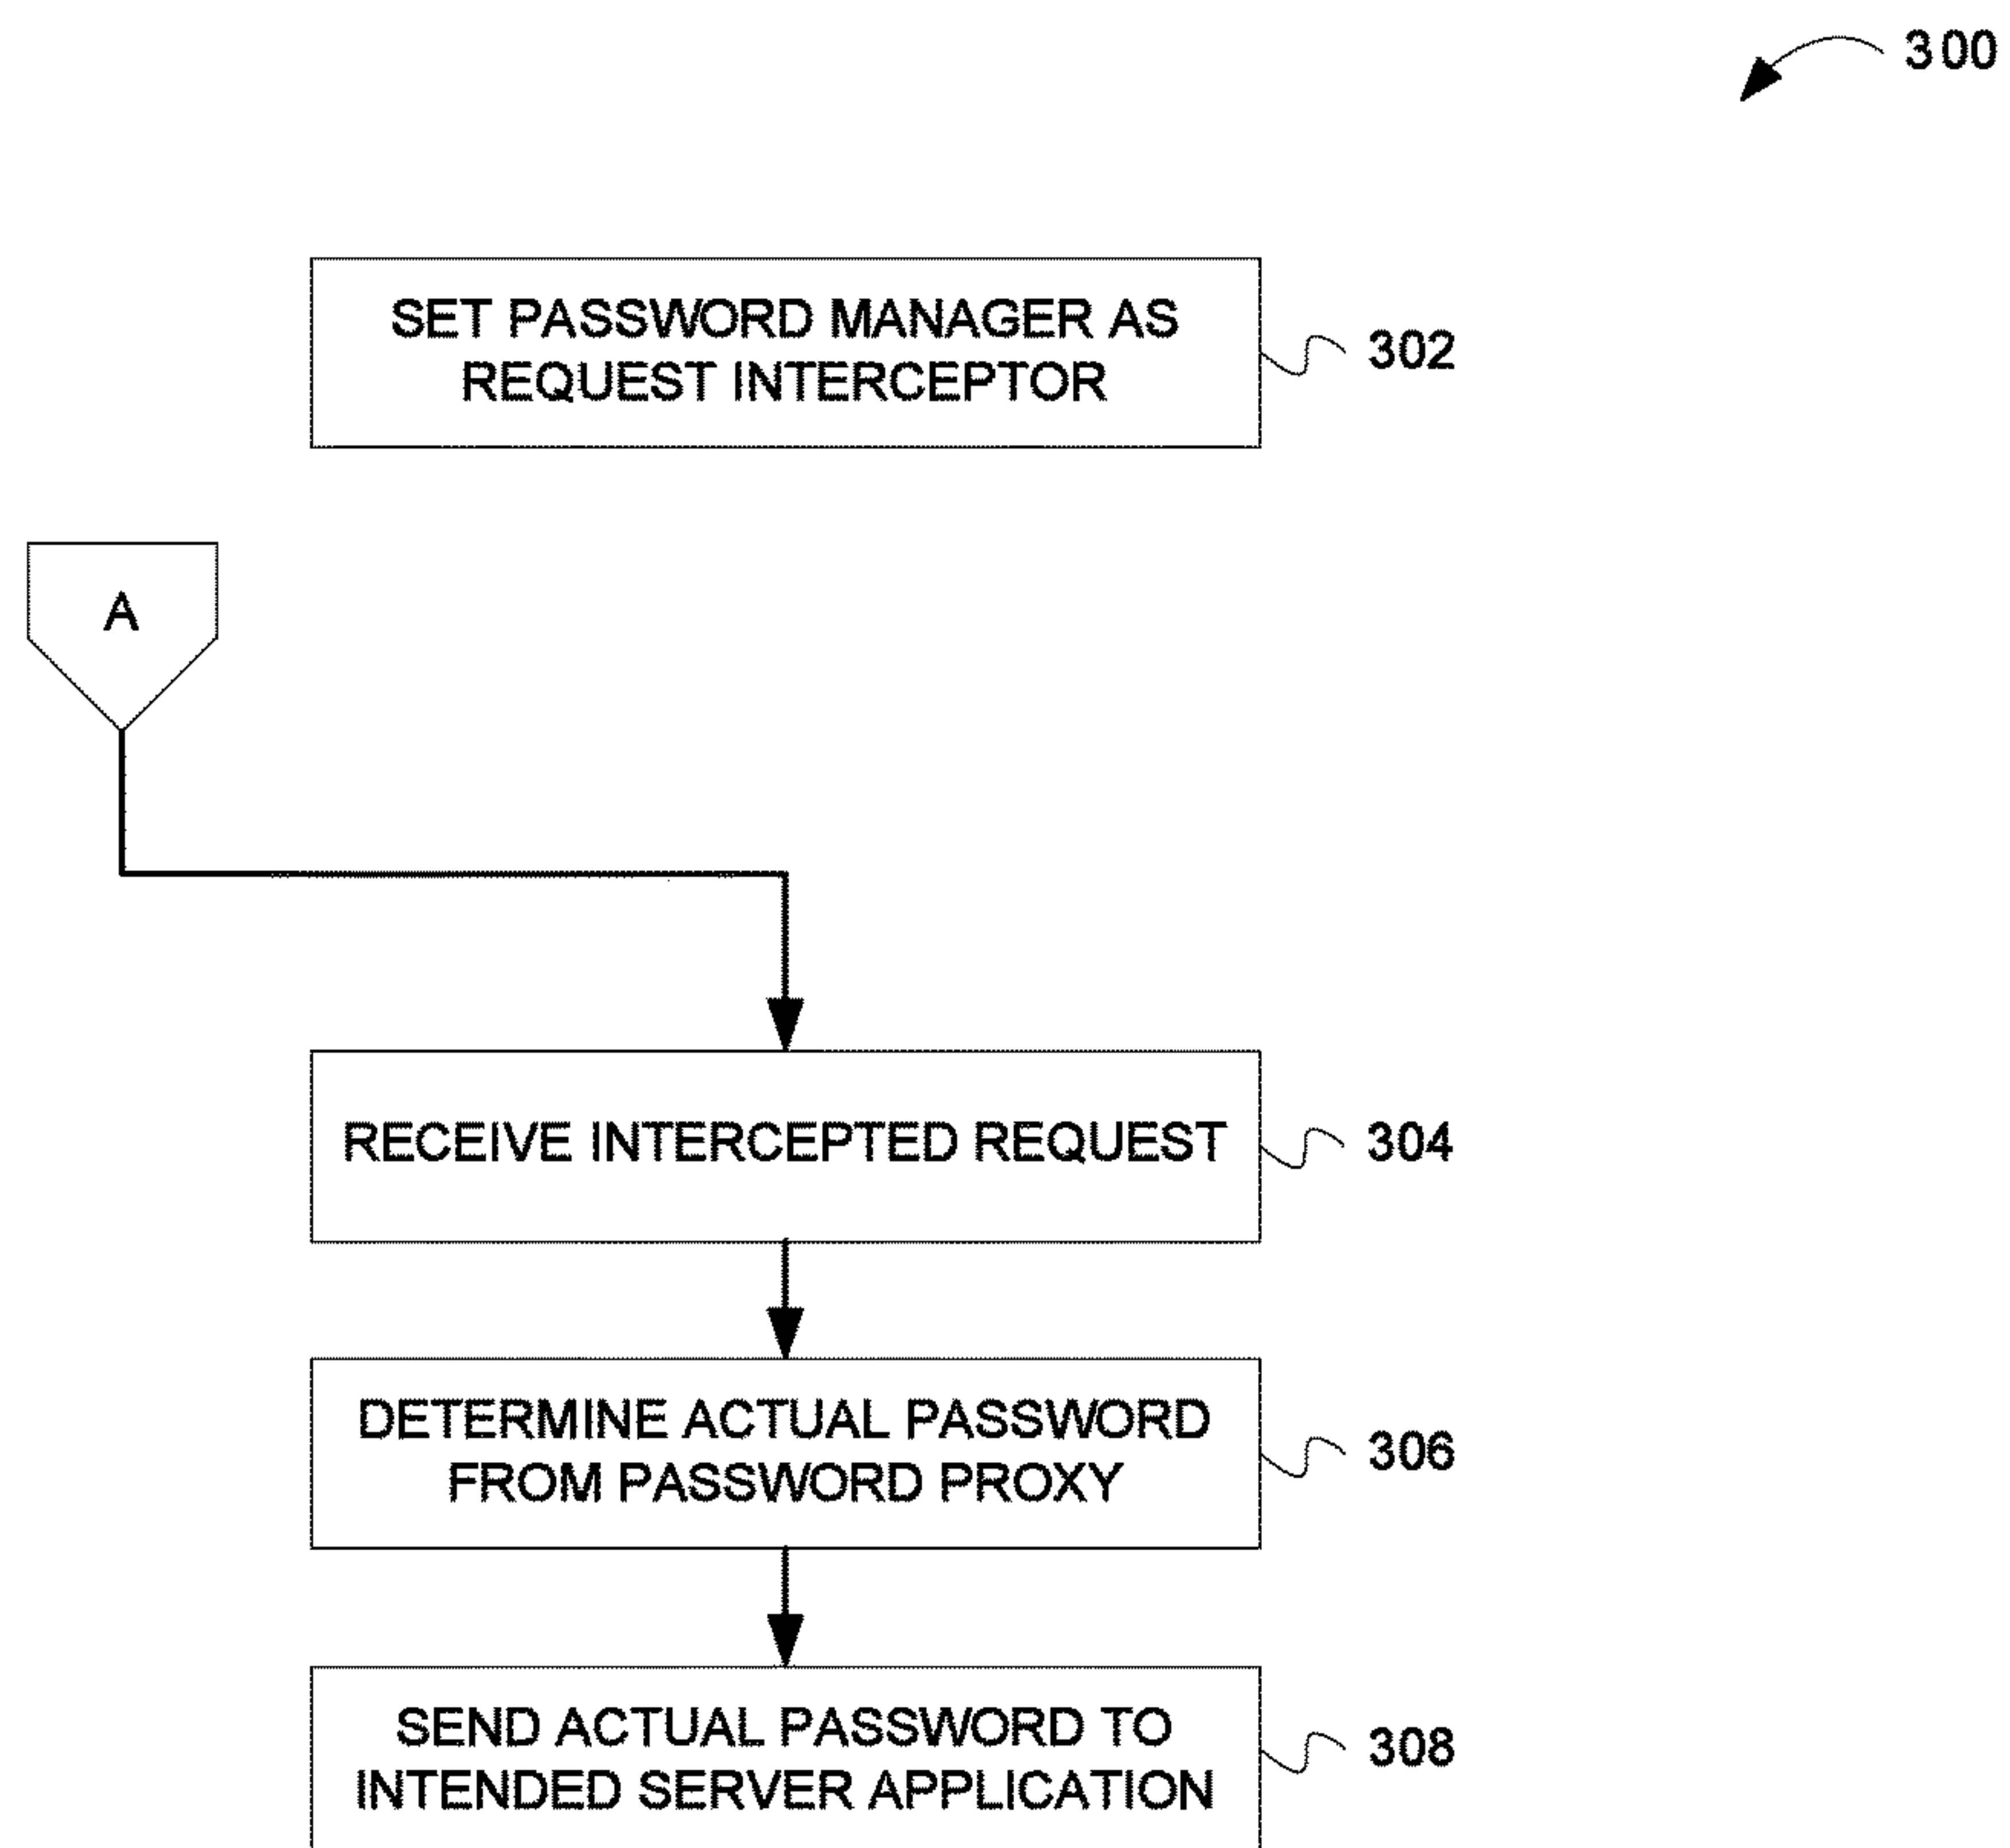 300
SET PASSWORD MANAGER AS
REQUEST INTERCEPTOR
302
A
RECEIVE INTERCEPTED REQUEST
304
DETERMINE ACTUAL PASSWORD
FROM PASSWORD PROXY
306
SEND ACTUAL PASSWORD TO
INTENDED SERVER APPLICATION
308